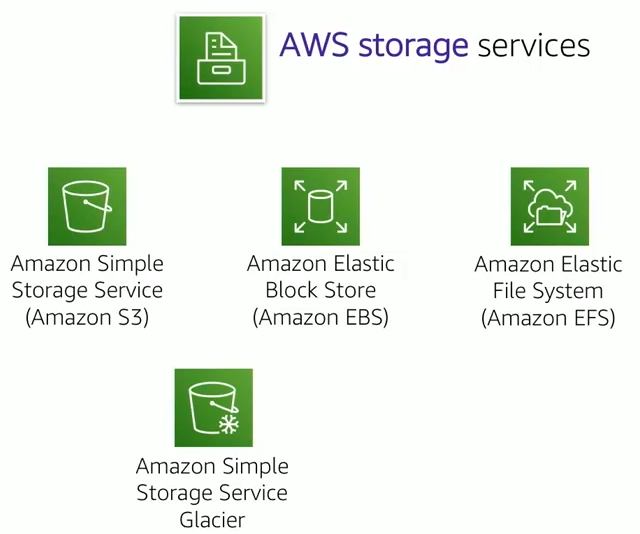 AWS storage services
Amazon Simple
Storage Service
(Amazon S3)
Amazon Elastic
Block Store
(Amazon EBS)
Amazon Elastic
File System
(Amazon EFS)
Amazon Simple
Storage Service
Glacier